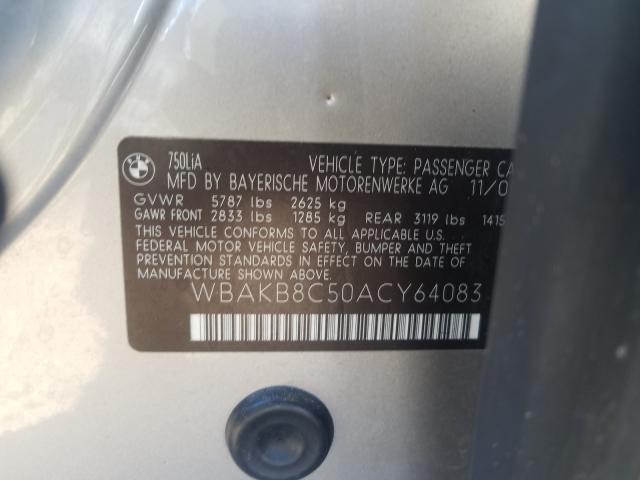 BMW
750LiA VEHICLE TYPE: PASSENGER CA
MFD BY BAYERISCHE MOTORENWERKE AG 11/0
GVWR 5787 lbs 2625 kg
GAWR FRONT 2833 lbs 1285 kg REAR 3119 lbs 1415
THIS VEHICLE CONFORMS TO ALL APPLICABLE U.S.
FEDERAL MOTOR VEHICLE SAFETY, BUMPER AND THEFT
PREVENTION STANDARDS IN EFFECT ON THE DATE OF
MANUFACTURE SHOWN ABOVE.
WBAKB8C50ACY64083